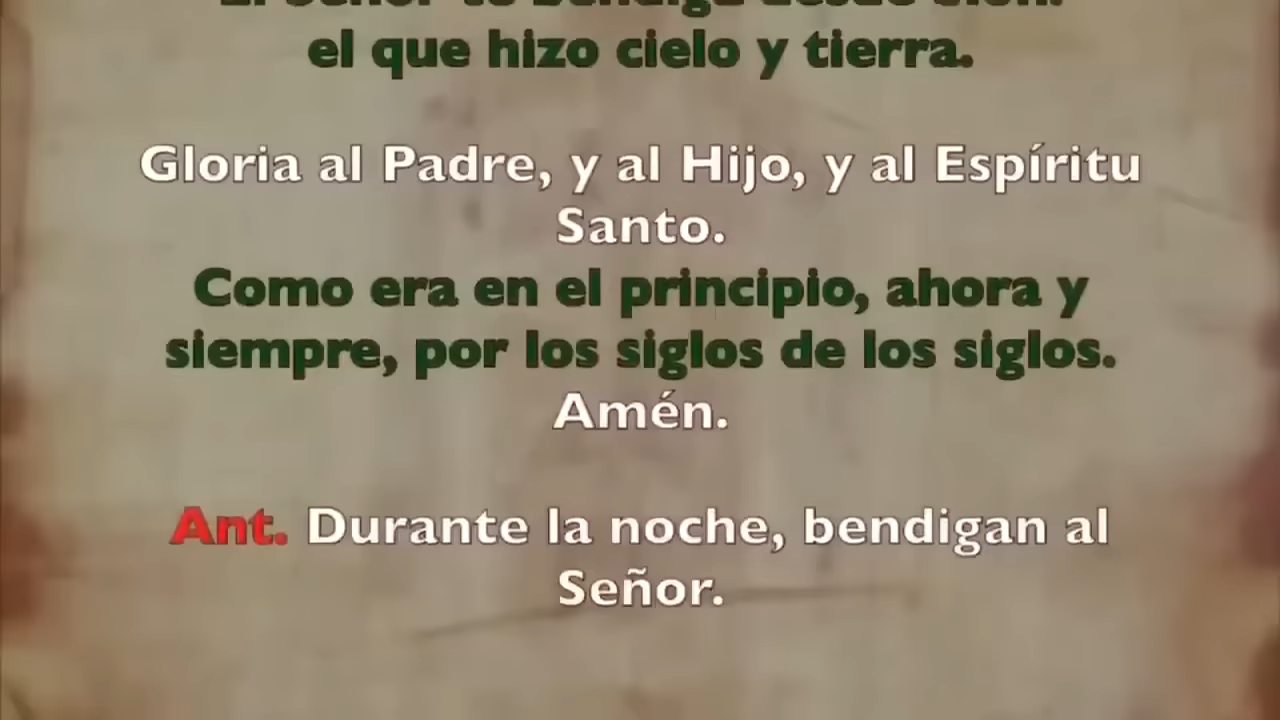 el que hizo cielo y tierra.
Gloria al Padre, y al Hijo, y al Espíritu
Santo.
Como era en el principio, ahora y
siempre, por los siglos de los siglos.
Amén.
Ant. Durante la noche, bendigan al
Señor.